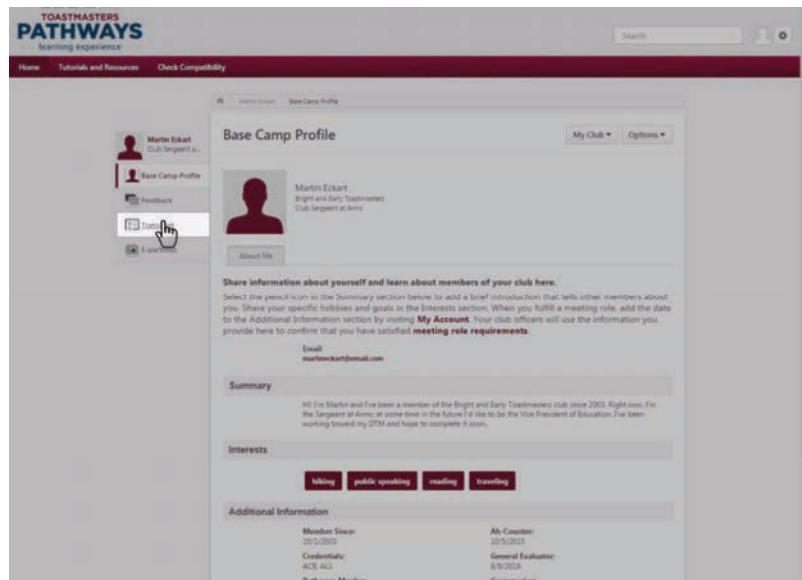 TOASTMASTERS
PATHWAYS
learning experience
Search
Home Tutorials and Resources Check Compatibility
Martin Eckart Base Camp Profile
Martin Eckart
Club Sergeant a...
Base Camp Profile
Feedback
Base Camp Profile
My Club Options
Martin Eckart
Bright and Early Toastmasters
Club Sergeant at Arms
About Me
Share information about yourself and learn about members of your club here.
Select the pencil icon in the Summary section below to add a brief introduction that tells other members about
you. Share your specific hobbies and goals in the Interests section. When you fulfill a meeting role, add the date
to the Additional Information section by visiting My Account. Your club officers will use the information you
provide here to confirm that you have satisfied meeting role requirements.
Email
martineckart@email.com
Summary
Hi! I'm Martin and I've been a member of the Bright and Early Toastmasters club since 2003. Right now, I'm
the Sergeant at Arms; at some time in the future I'd like to be the Vice President of Education. I've been
working toward my DTM and hope to complete it soon.
Interests
hiking public speaking reading traveling
Additional Information
Member Since: Ah-Counter:
10/1/2003 10/5/2015
Credentials: General Evaluator:
ACB, ALS 8/6/2016